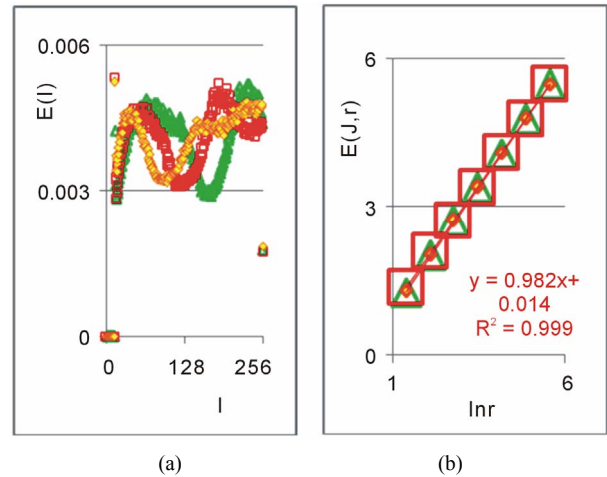 0.006
0.003
0
E(I)
0 128 256
I
(a)
6
3
0
E(J,r)
y = 0.982x+
0.014
R² = 0.999
1 6
lnr
(b)